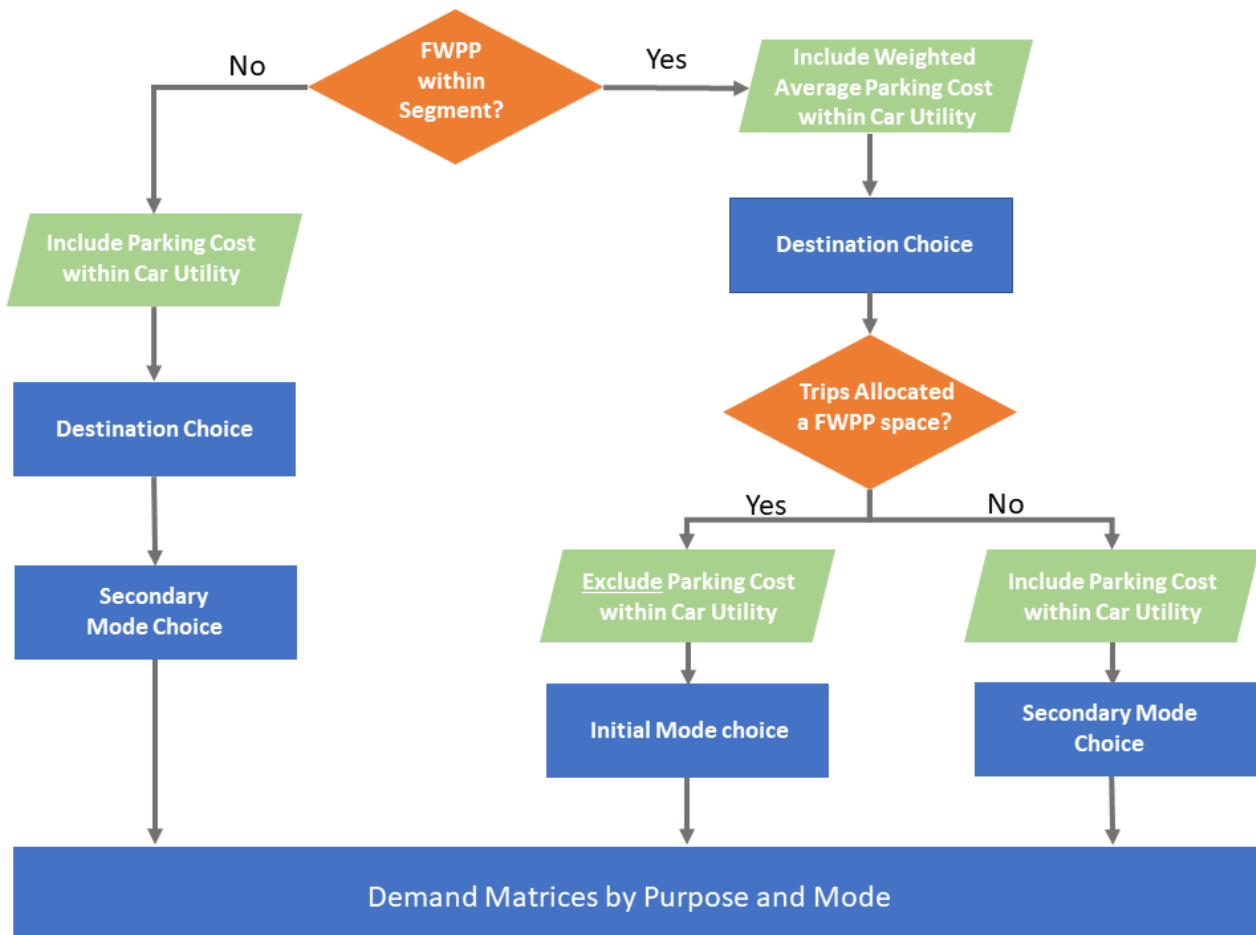 No
FWPP
within
Segment?
Yes
Include Weighted
Average Parking Cost
within Car Utility
Include Parking Cost
within Car Utility
Destination Choice
Destination Choice
Trips Allocated
a FWPP space?
Secondary
Mode Choice
Yes
No
Exclude Parking Cost
within Car Utility
Include Parking Cost
within Car Utility
Initial Mode choice
Secondary Mode
Choice
Demand Matrices by Purpose and Mode